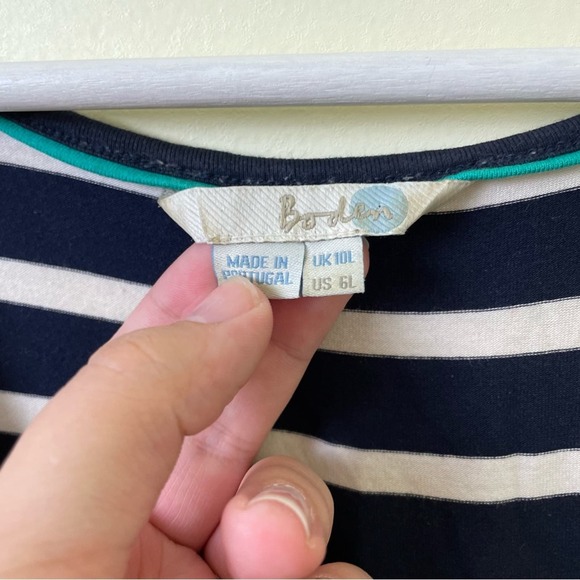 Boden
MADE IN
PORTUGAL
UK 10L
US 6L